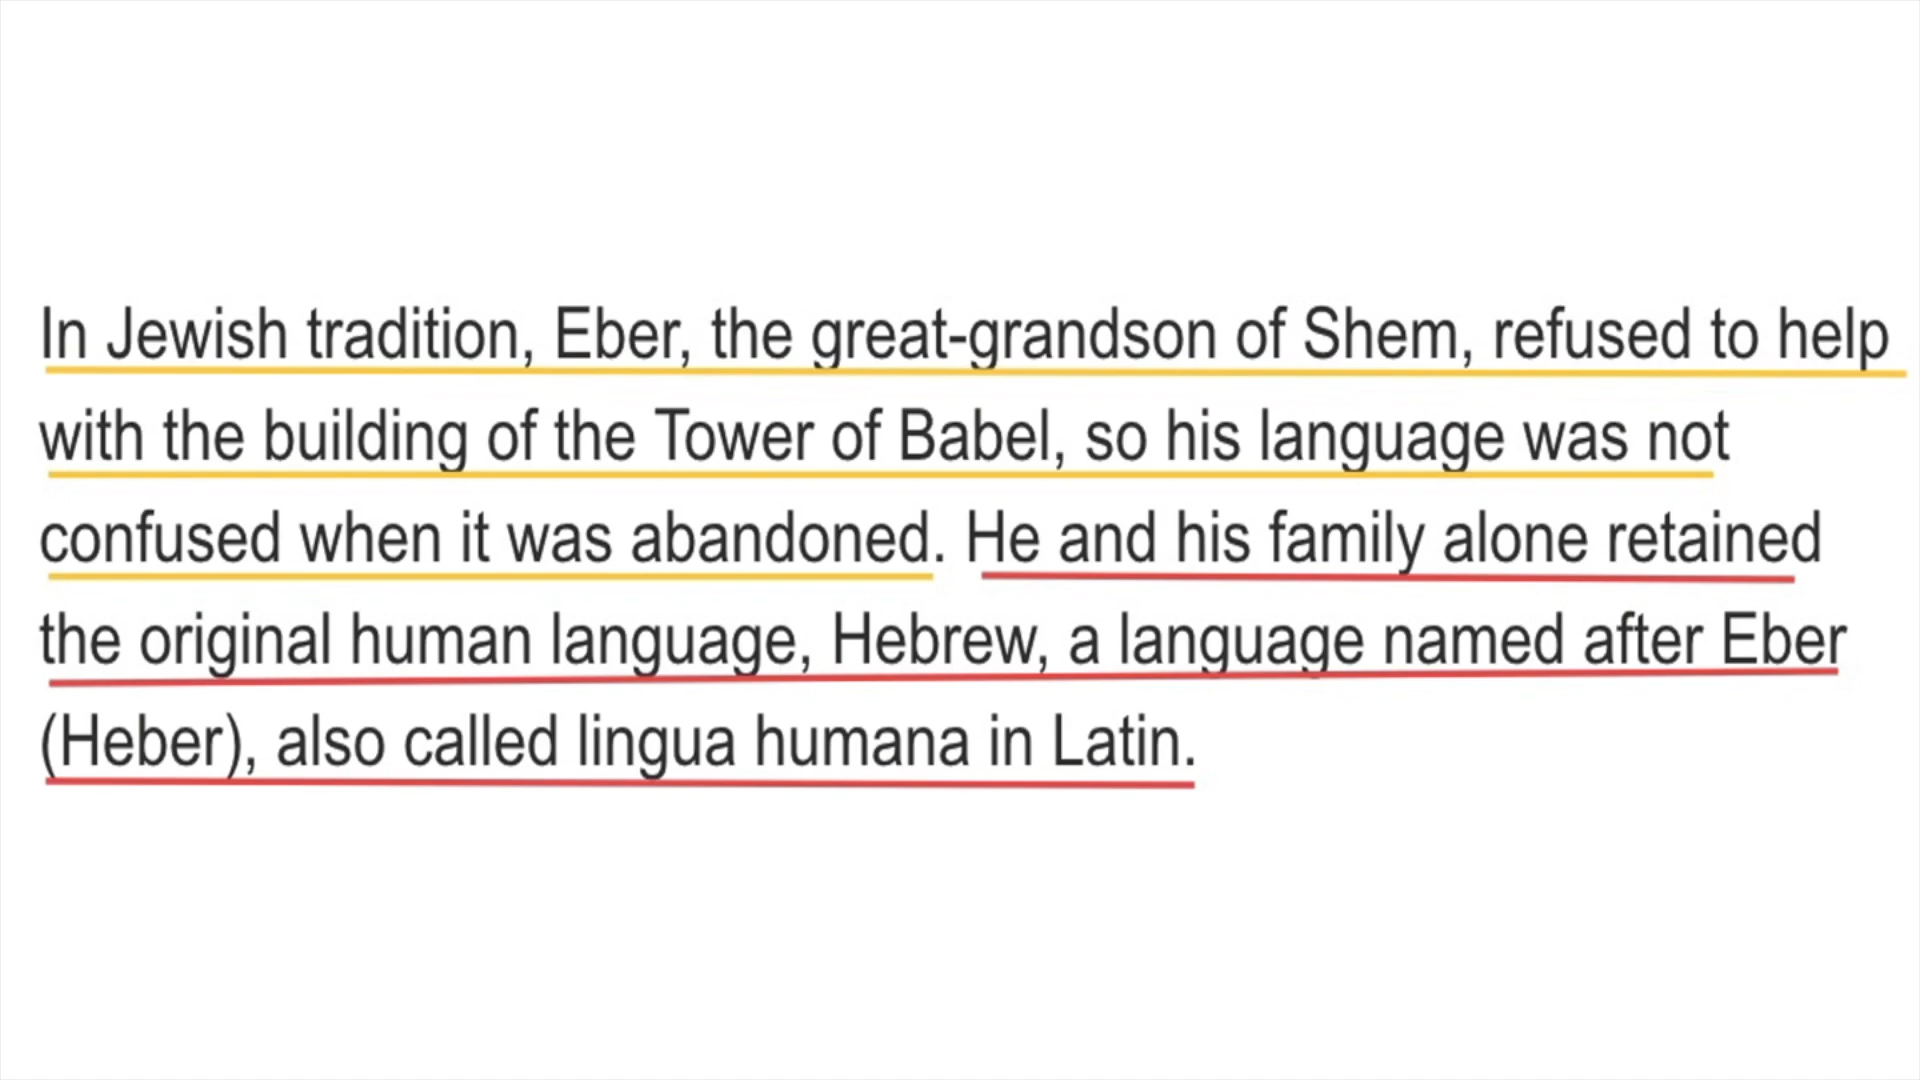 In Jewish tradition, Eber, the great-grandson of Shem, refused to help
with the building of the Tower of Babel, so his language was not
confused when it was abandoned. He and his family alone retained
the original human language, Hebrew, a language named after Eber
(Heber), also called lingua humana in Latin.